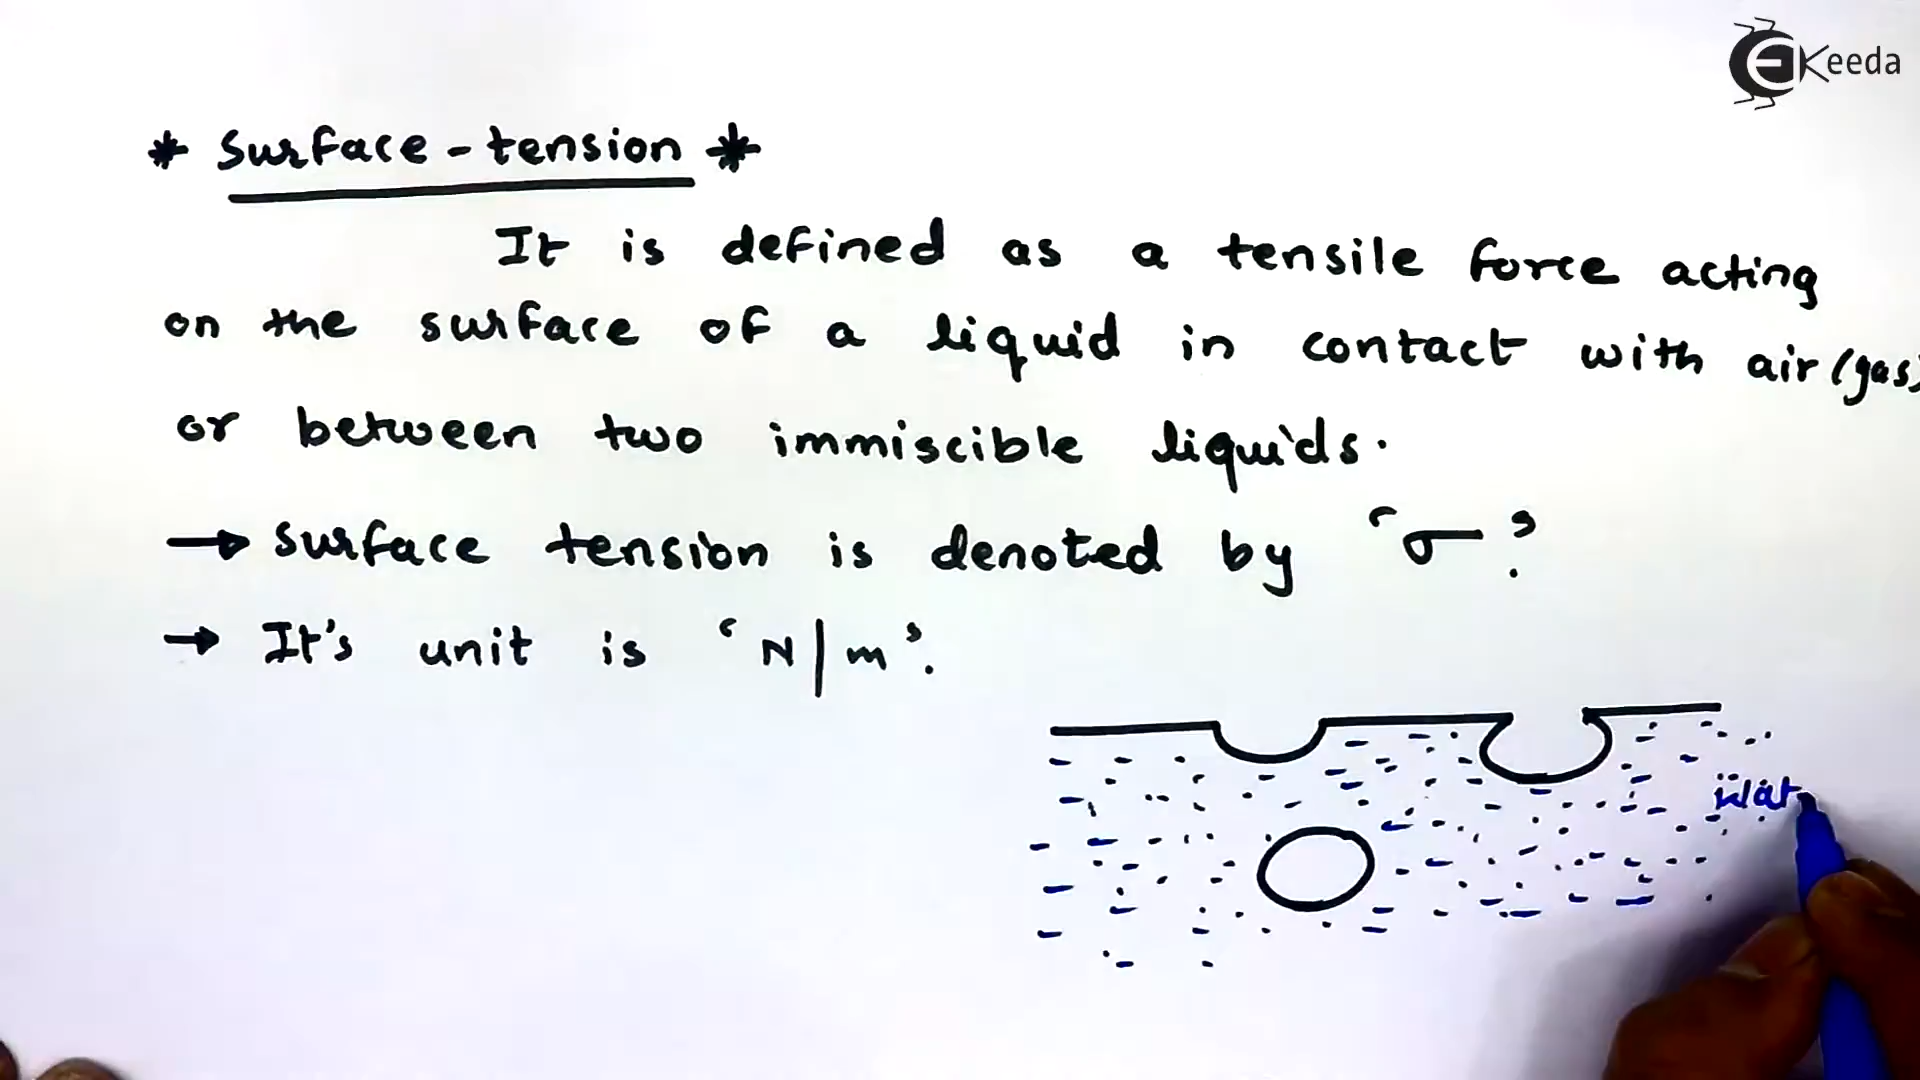 EKeeda
* Surface-tension *
It is defined as a tensile force acting
on the surface of a liquid in contact with air (gas)
or between two immiscible liquids.
→ surface tension is denoted by ‘σ’.
→ It's unit is ‘N/m’.
Wat